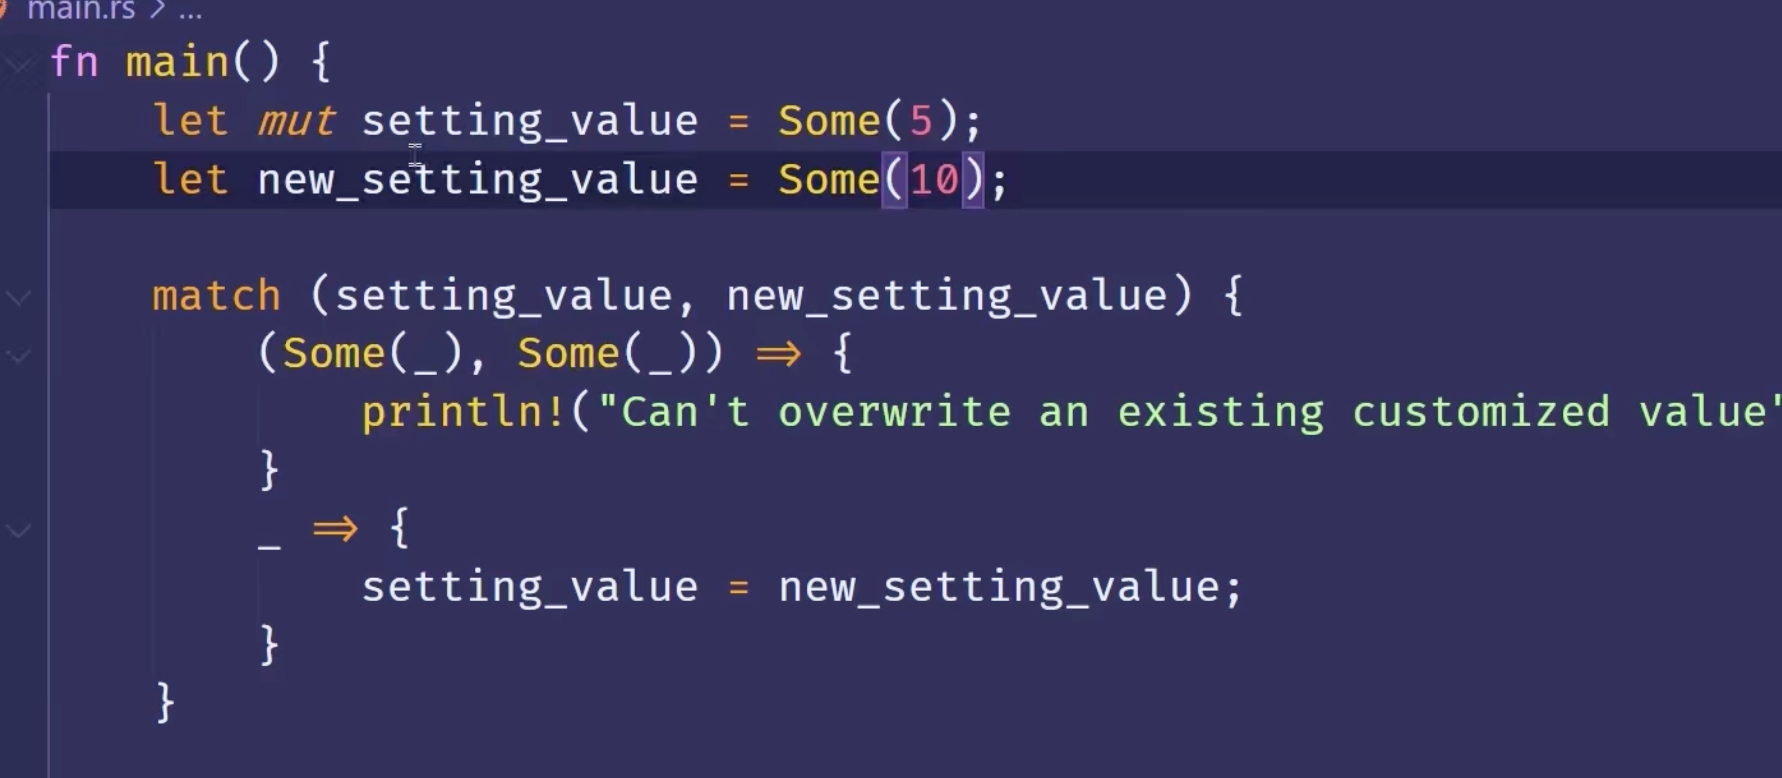 main.rs > ...
fn main() {
    let mut setting_value = Some(5);
    let new_setting_value = Some(10);
    match (setting_value, new_setting_value) {
        (Some(_), Some(_)) => {
            println!("Can't overwrite an existing customized value"
        }
        _ => {
            setting_value = new_setting_value;
        }
    }